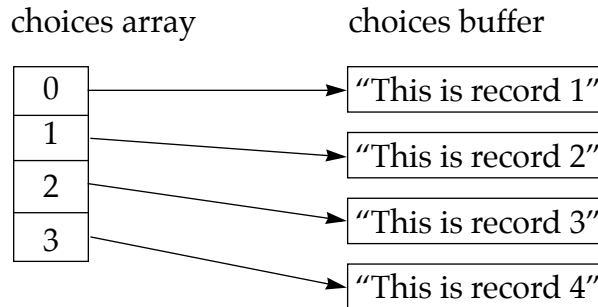 choices array choices buffer
0 “This is record 1”
1 “This is record 2”
2 “This is record 3”
3 “This is record 4”